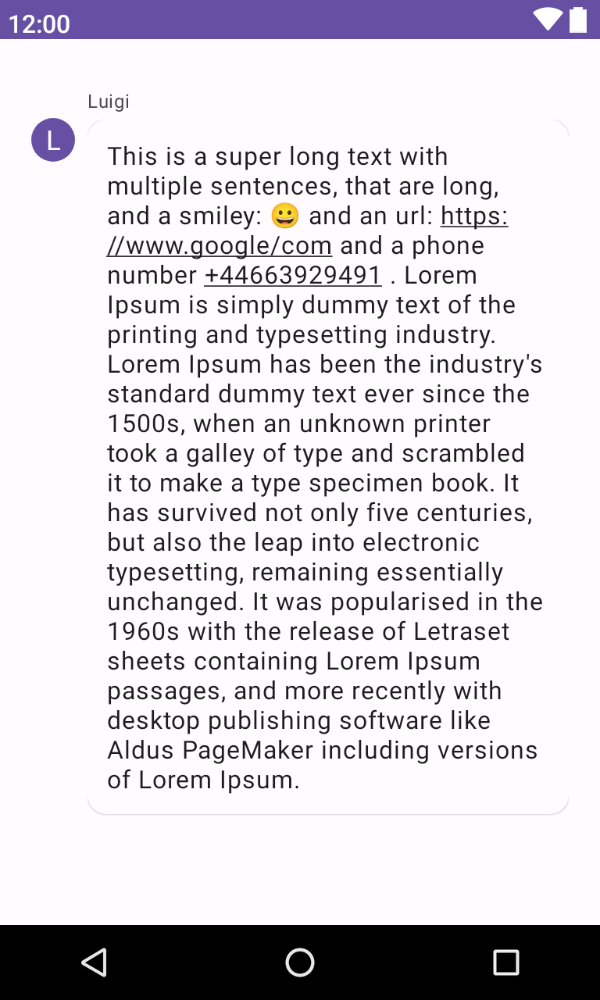 12:00
Luigi
L
This is a super long text with
multiple sentences, that are long,
and a smiley: 😀 and an url: https:
//www.google/com and a phone
number +44663929491 . Lorem
Ipsum is simply dummy text of the
printing and typesetting industry.
Lorem Ipsum has been the industry's
standard dummy text ever since the
1500s, when an unknown printer
took a galley of type and scrambled
it to make a type specimen book. It
has survived not only five centuries,
but also the leap into electronic
typesetting, remaining essentially
unchanged. It was popularised in the
1960s with the release of Letraset
sheets containing Lorem Ipsum
passages, and more recently with
desktop publishing software like
Aldus PageMaker including versions
of Lorem Ipsum.